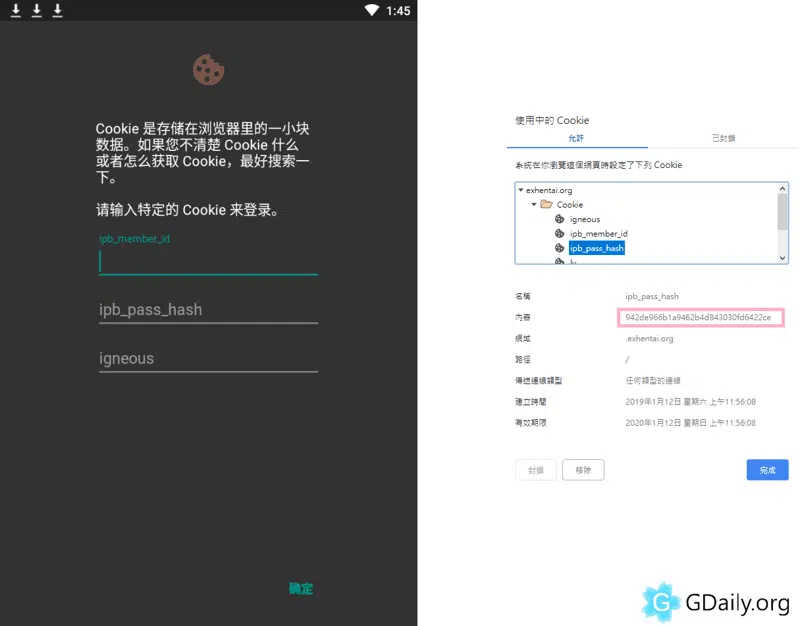 1:45
Cookie 是存储在浏览器里的一小块
数据。如果您不清楚 Cookie 什么
或者怎么获取 Cookie，最好搜索一
下。
请输入特定的 Cookie 来登录。
ipb_member_id
ipb_pass_hash
igneous
确定
使用中的 Cookie
允許
已封鎖
系統在你瀏覽這個網頁時設定了下列 Cookie
exhentai.org
Cookie
igneous
ipb_member_id
ipb_pass_hash
名稱
ipb_pass_hash
內容
942de966b1a9462b4d843030fd6422ce
網域
.exhentai.org
路徑
/
傳送連線類型
任何類型的連線
建立時間
2019年1月12日 星期六 上午11:56:08
有效期限
2020年1月12日 星期日 上午11:56:08
封鎖
移除
完成
G GDaily.org